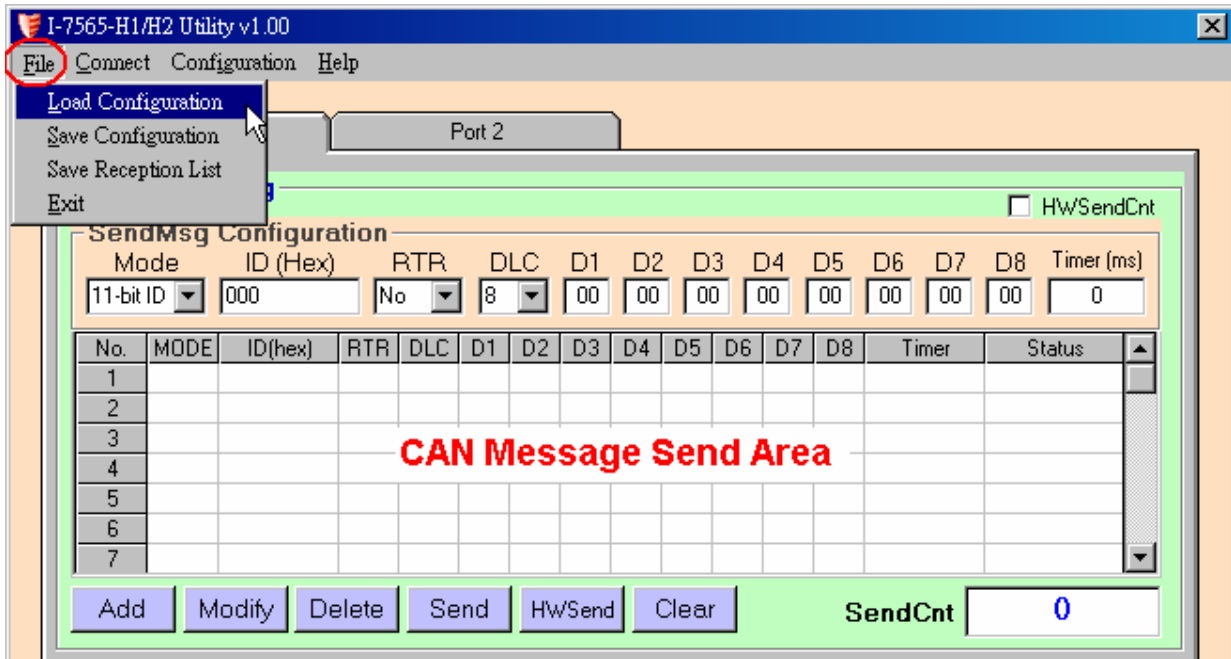 I-7565-H1/H2 Utility v1.00
File Connect Configuration Help
Load Configuration
Save Configuration
Save Reception List
Exit
Port 2
HWSendCnt
SendMsg Configuration
Mode ID (Hex) RTR DLC D1 D2 D3 D4 D5 D6 D7 D8 Timer (ms)
11-bit ID 000 No 8 00 00 00 00 00 00 00 00 0
No. MODE ID(hex) RTR DLC D1 D2 D3 D4 D5 D6 D7 D8 Timer Status
1
2
3
CAN Message Send Area
4
5
6
7
Add Modify Delete Send HWSend Clear SendCnt 0